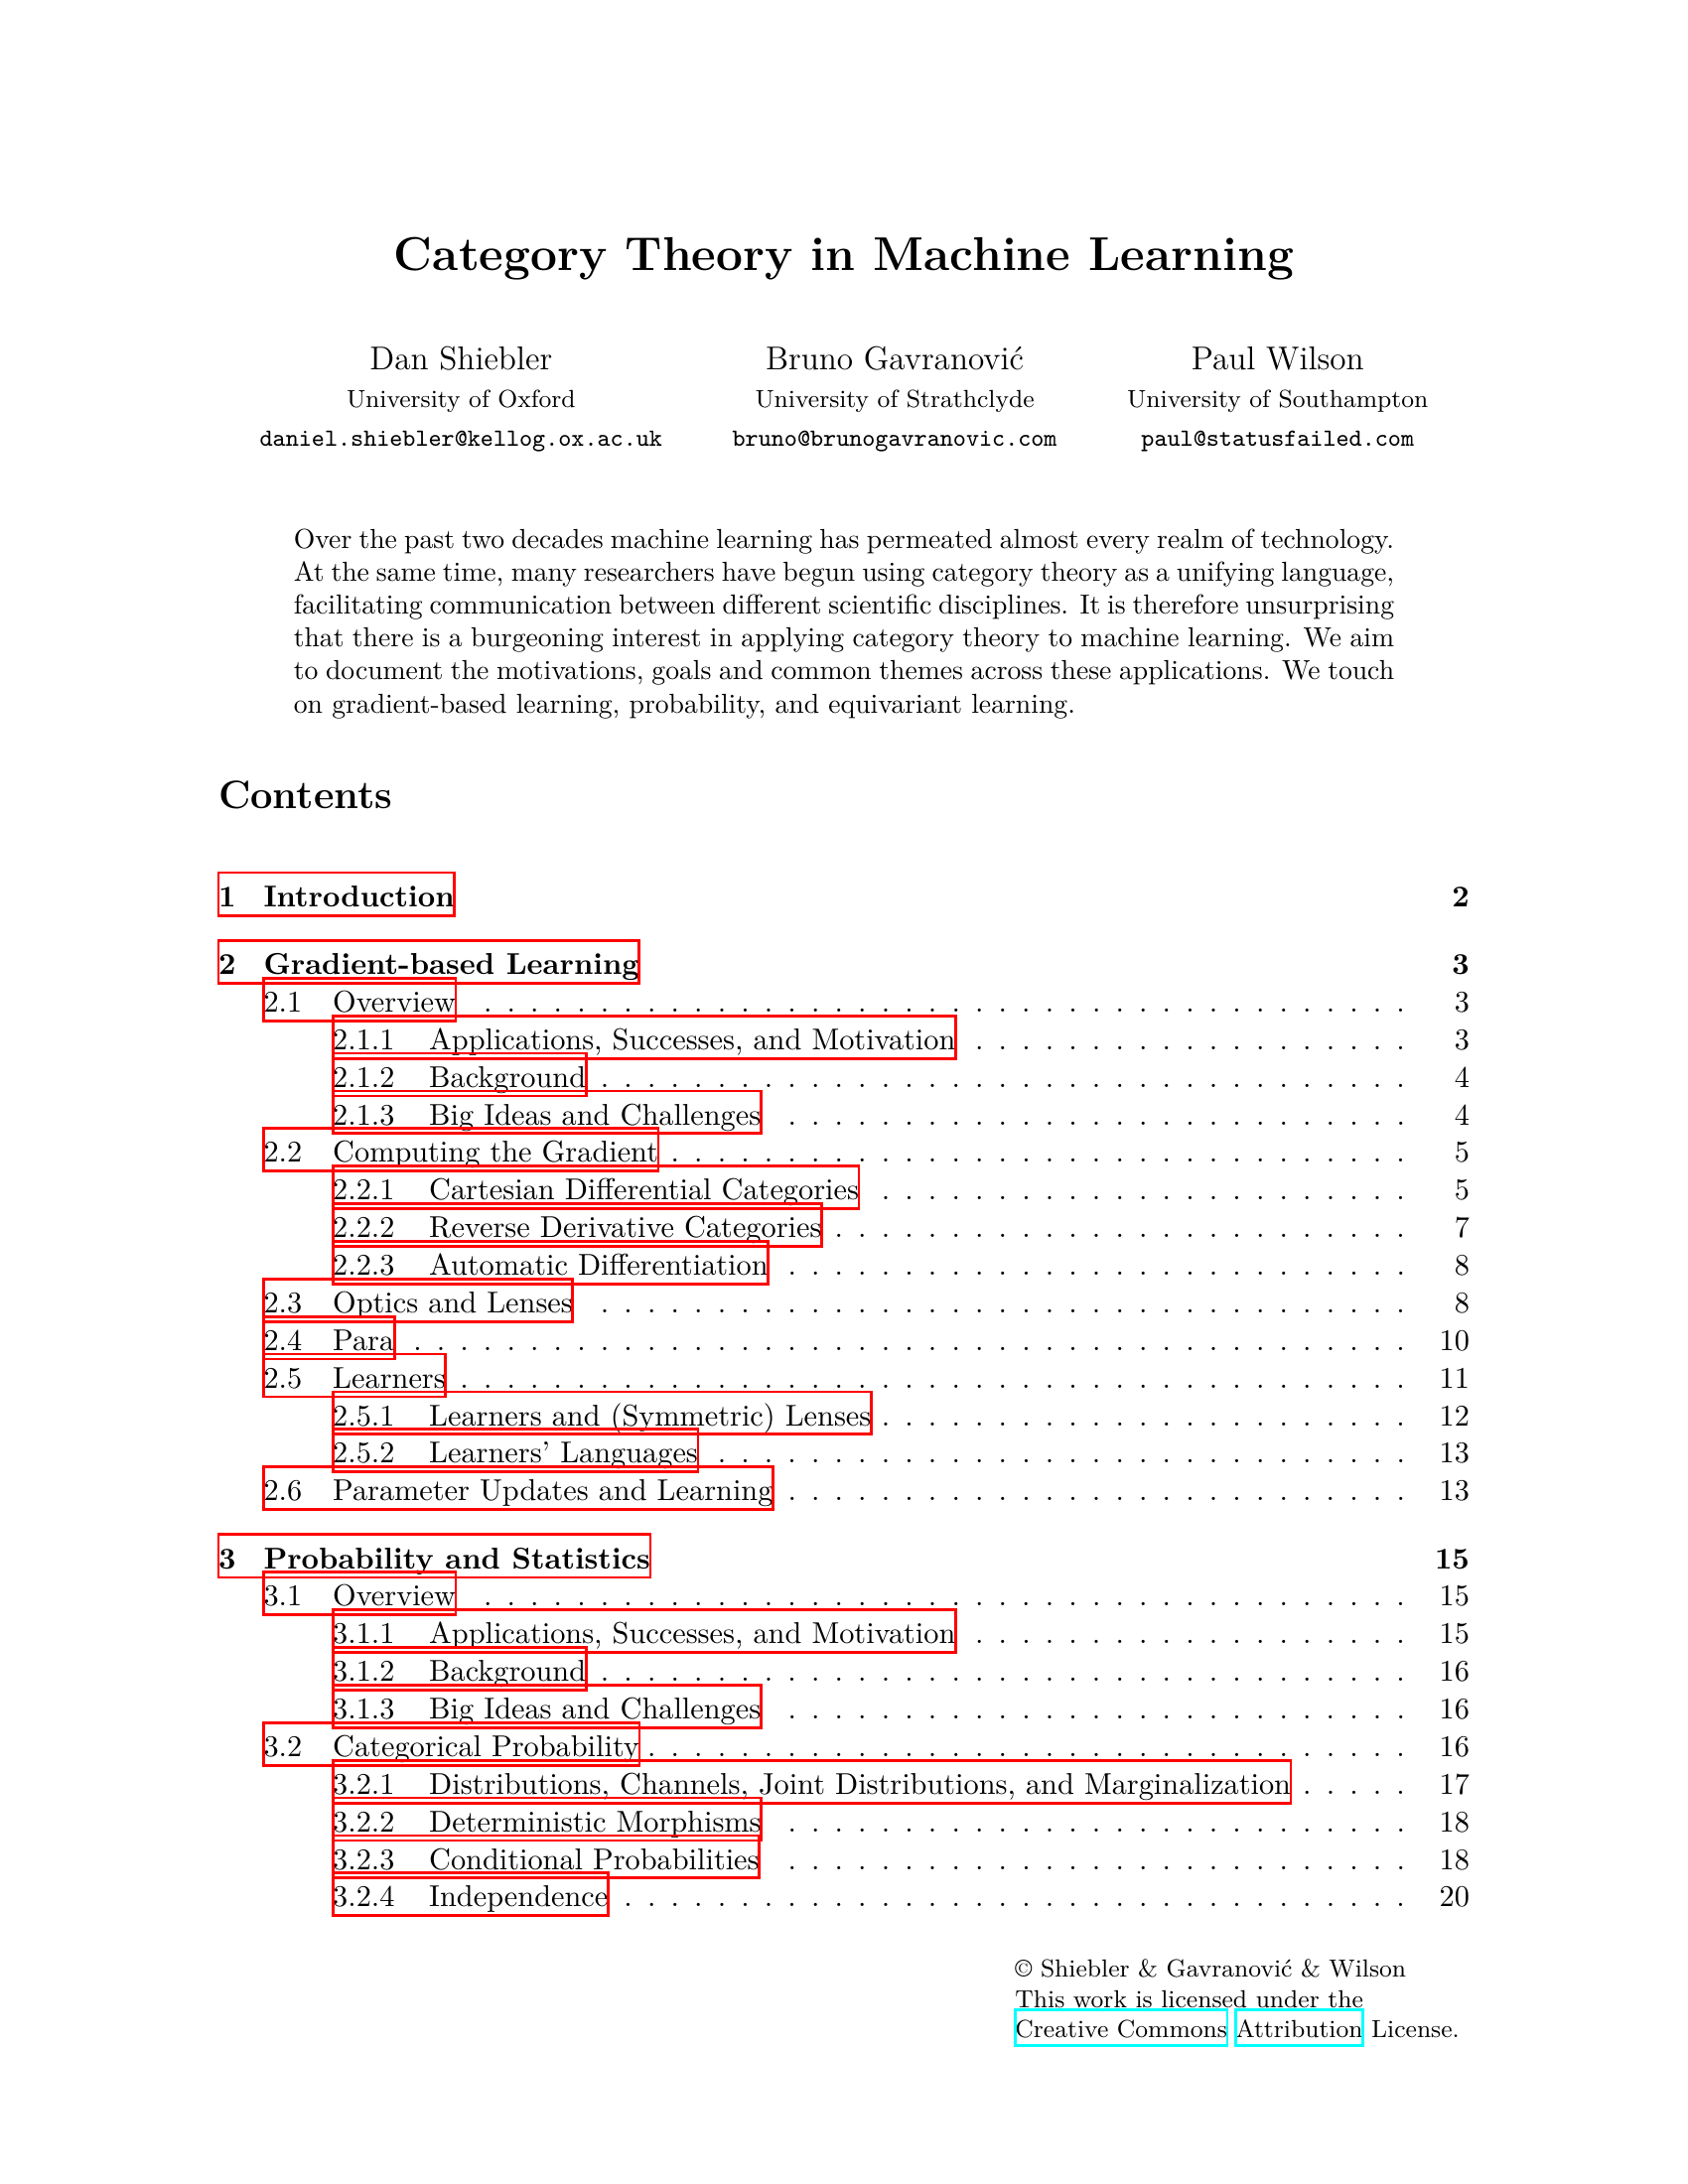 Category Theory in Machine Learning
Dan Shiebler
University of Oxford
daniel.shiebler@kellog.ox.ac.uk
Bruno Gavranović
University of Strathclyde
bruno@brunogavranovic.com
Paul Wilson
University of Southampton
paul@statusfailed.com
Over the past two decades machine learning has permeated almost every realm of technology.
At the same time, many researchers have begun using category theory as a unifying language,
facilitating communication between different scientific disciplines. It is therefore unsurprising
that there is a burgeoning interest in applying category theory to machine learning. We aim
to document the motivations, goals and common themes across these applications. We touch
on gradient-based learning, probability, and equivariant learning.
Contents
1 Introduction 2
2 Gradient-based Learning 3
2.1 Overview . . . . . . . . . . . . . . . . . . . . . . . . . . . . . . . . . . . . . . . . 3
2.1.1 Applications, Successes, and Motivation . . . . . . . . . . . . . . . . . . . 3
2.1.2 Background . . . . . . . . . . . . . . . . . . . . . . . . . . . . . . . . . . . 4
2.1.3 Big Ideas and Challenges . . . . . . . . . . . . . . . . . . . . . . . . . . . 4
2.2 Computing the Gradient . . . . . . . . . . . . . . . . . . . . . . . . . . . . . . . . 5
2.2.1 Cartesian Differential Categories . . . . . . . . . . . . . . . . . . . . . . . 5
2.2.2 Reverse Derivative Categories . . . . . . . . . . . . . . . . . . . . . . . . . 7
2.2.3 Automatic Differentiation . . . . . . . . . . . . . . . . . . . . . . . . . . . 8
2.3 Optics and Lenses . . . . . . . . . . . . . . . . . . . . . . . . . . . . . . . . . . . 8
2.4 Para . . . . . . . . . . . . . . . . . . . . . . . . . . . . . . . . . . . . . . . . . . . 10
2.5 Learners . . . . . . . . . . . . . . . . . . . . . . . . . . . . . . . . . . . . . . . . . 11
2.5.1 Learners and (Symmetric) Lenses . . . . . . . . . . . . . . . . . . . . . . . 12
2.5.2 Learners' Languages . . . . . . . . . . . . . . . . . . . . . . . . . . . . . . 13
2.6 Parameter Updates and Learning . . . . . . . . . . . . . . . . . . . . . . . . . . . 13
3 Probability and Statistics 15
3.1 Overview . . . . . . . . . . . . . . . . . . . . . . . . . . . . . . . . . . . . . . . . 15
3.1.1 Applications, Successes, and Motivation . . . . . . . . . . . . . . . . . . . 15
3.1.2 Background . . . . . . . . . . . . . . . . . . . . . . . . . . . . . . . . . . . 16
3.1.3 Big Ideas and Challenges . . . . . . . . . . . . . . . . . . . . . . . . . . . 16
3.2 Categorical Probability . . . . . . . . . . . . . . . . . . . . . . . . . . . . . . . . . 16
3.2.1 Distributions, Channels, Joint Distributions, and Marginalization . . . . . 17
3.2.2 Deterministic Morphisms . . . . . . . . . . . . . . . . . . . . . . . . . . . 18
3.2.3 Conditional Probabilities . . . . . . . . . . . . . . . . . . . . . . . . . . . 18
3.2.4 Independence . . . . . . . . . . . . . . . . . . . . . . . . . . . . . . . . . . 20
© Shiebler & Gavranović & Wilson
This work is licensed under the
Creative Commons Attribution License.